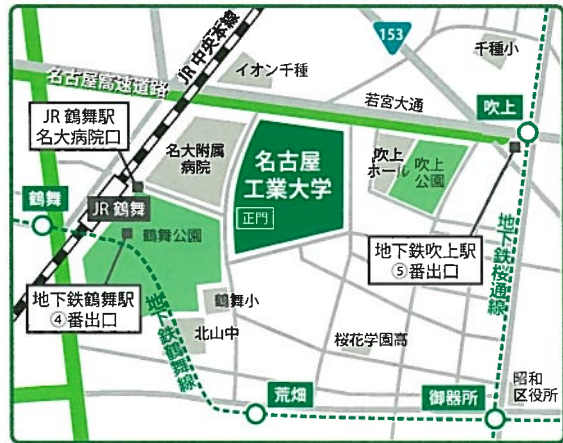 153
千種小
JR 中央本線
イオン千種
名古屋高速道路
若宮大通
吹上
JR 鶴舞駅
名大病院口
名大附属
病院
名古屋
工業大学
正門
吹上
ホール
吹上
公園
鶴舞
JR 鶴舞
鶴舞公園
地下鉄吹上駅
⑤番出口
地下鉄桜通線
地下鉄鶴舞駅
④番出口
鶴舞小
地下鉄鶴舞線
北山中
桜花学園高
昭和
区役所
荒畑
御器所